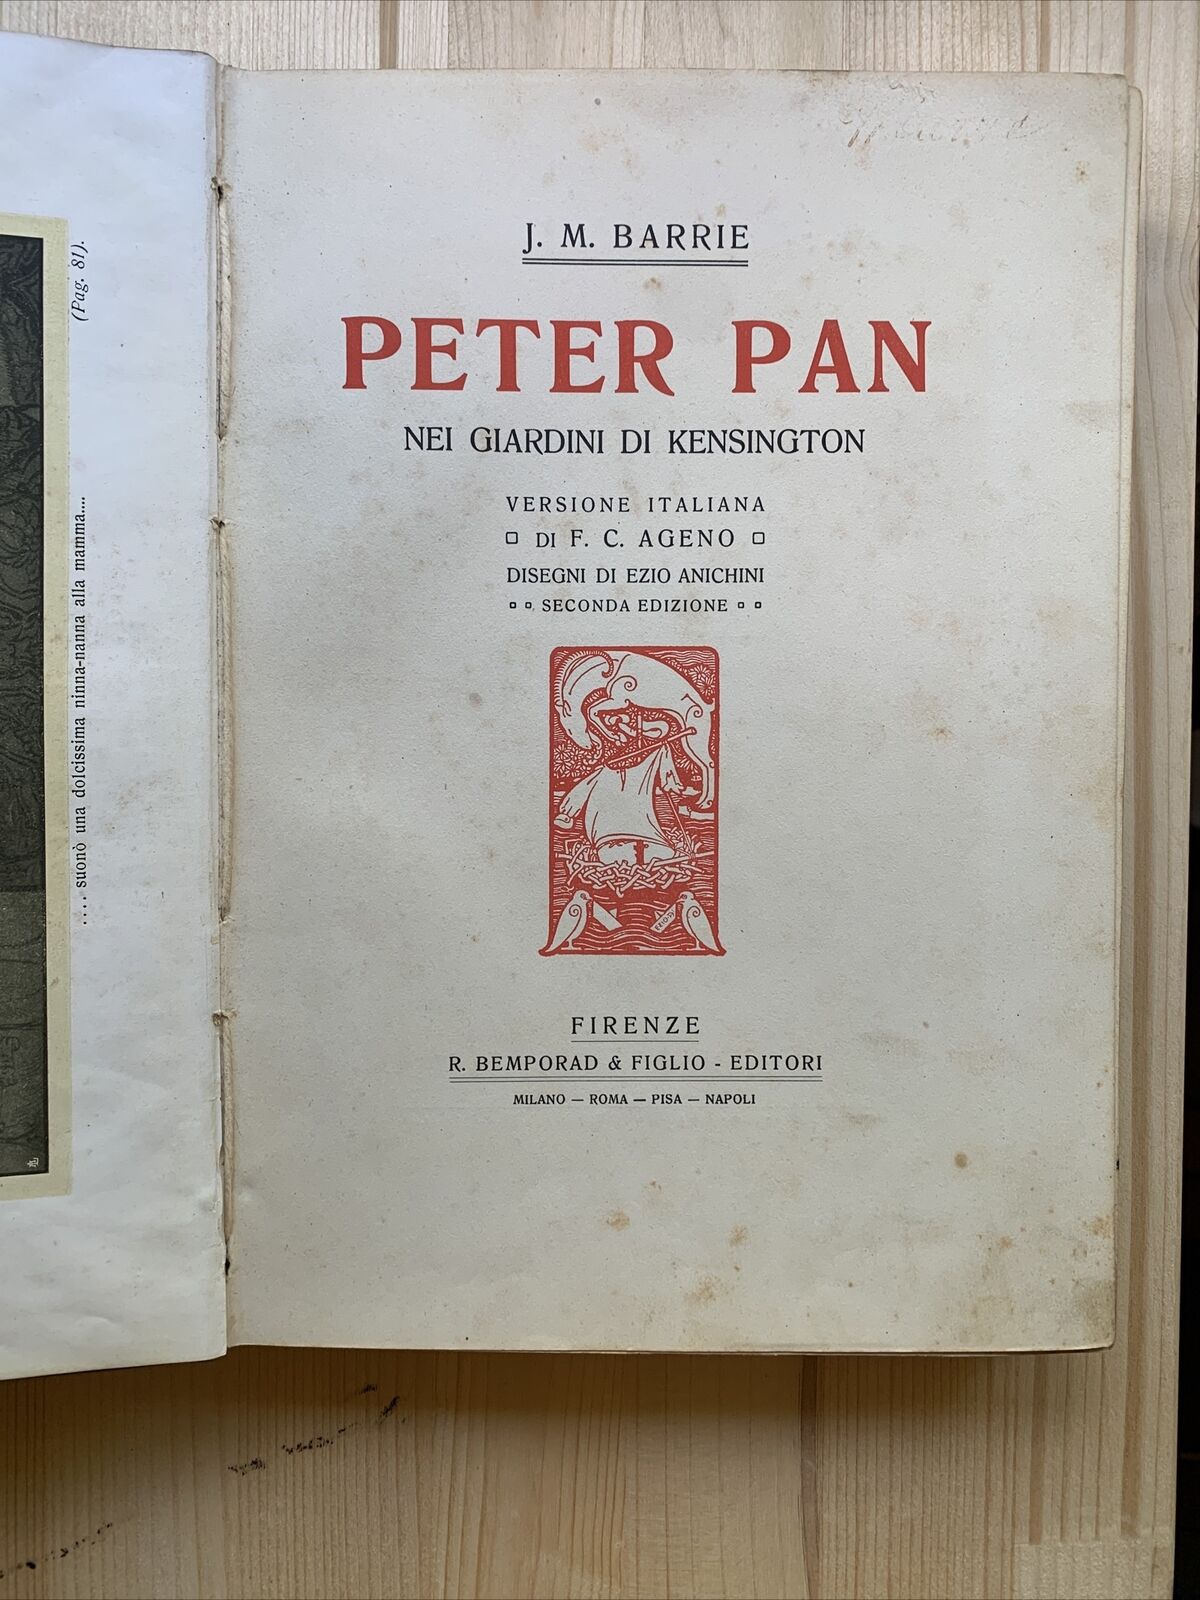 (Pag. 81).
.... suonò una dolcissima ninna-nanna alla mamma....
J. M. BARRIE
PETER PAN
NEI GIARDINI DI KENSINGTON
VERSIONE ITALIANA
DI F. C. AGENO
DISEGNI DI EZIO ANICHINI
SECONDA EDIZIONE
FIRENZE
R. BEMPORAD & FIGLIO - EDITORI
MILANO — ROMA — PISA — NAPOLI